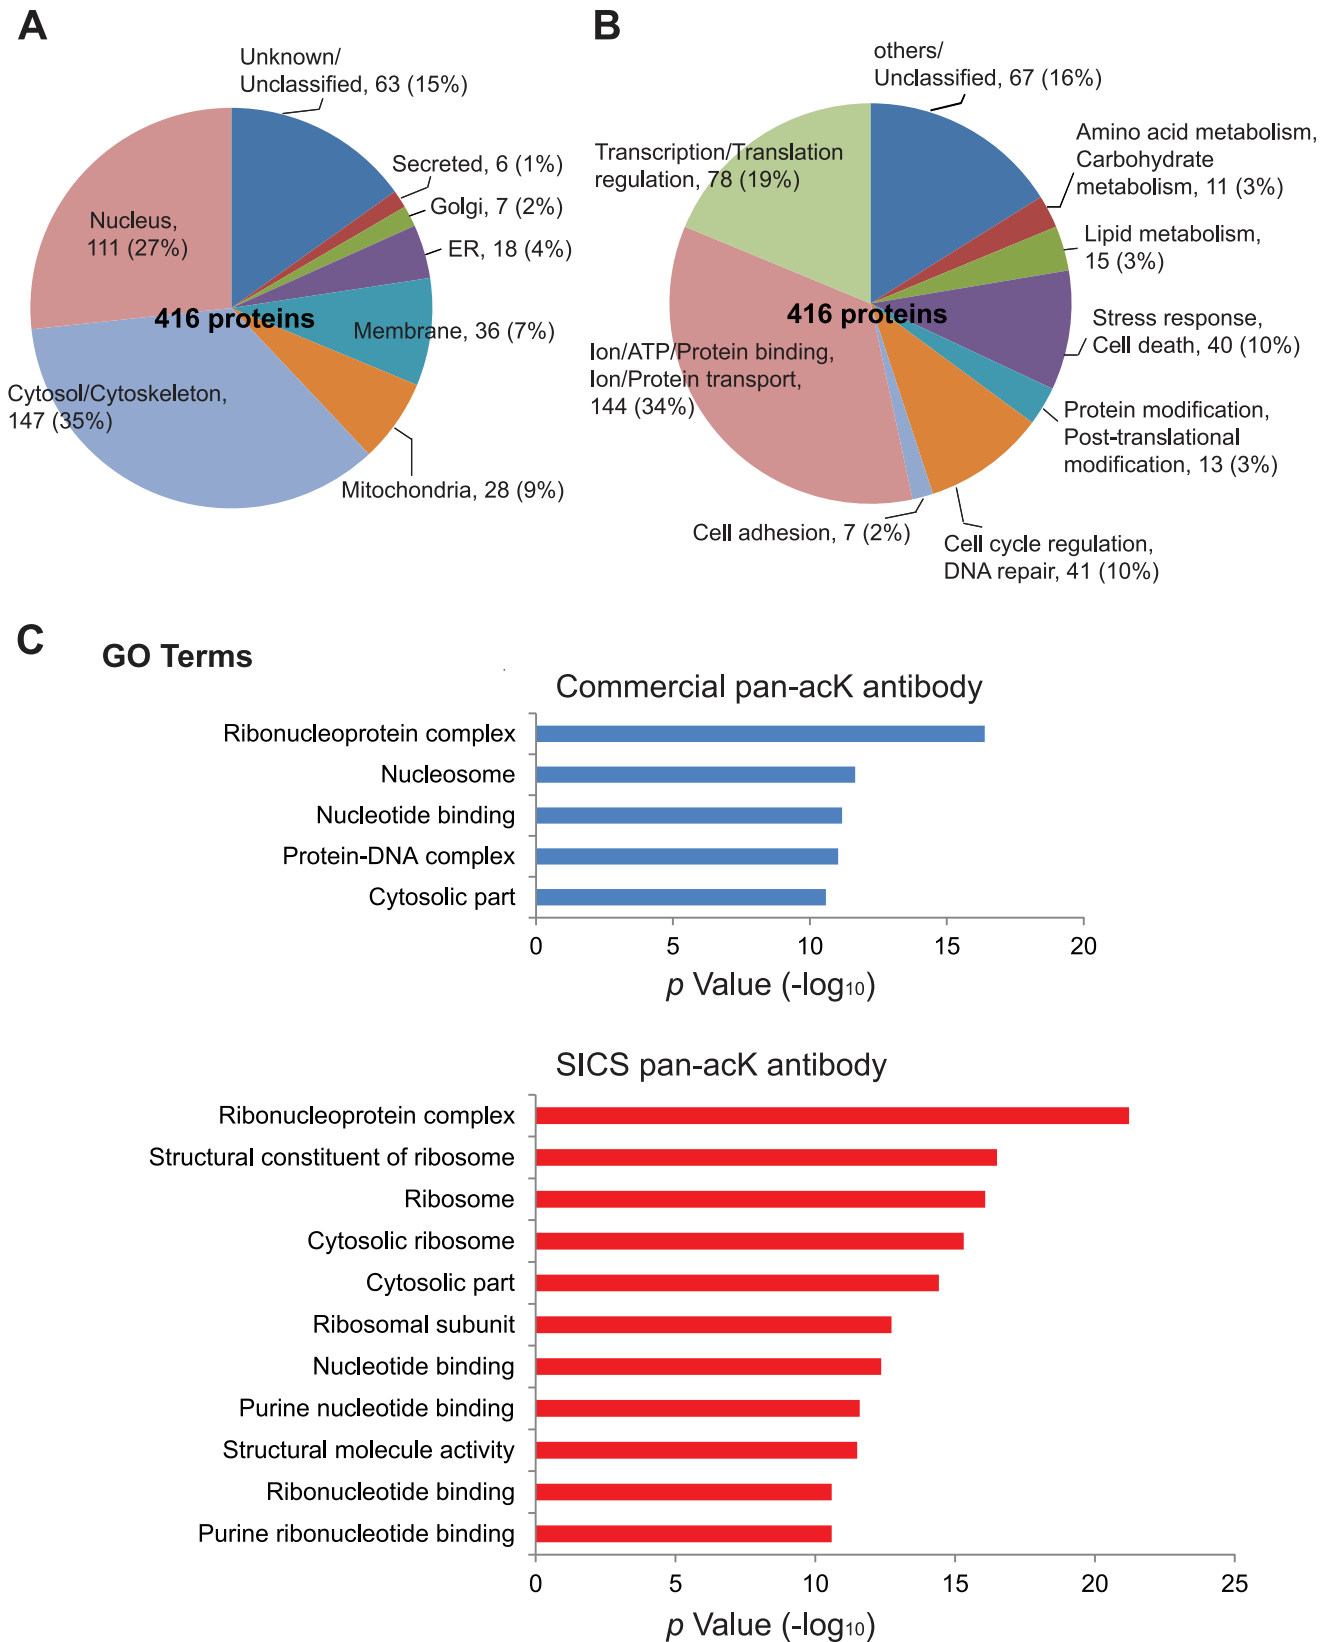 A
Unknown/
Unclassified, 63 (15%)
Secreted, 6 (1%)
Golgi, 7 (2%)
ER, 18 (4%)
Membrane, 36 (7%)
Mitochondria, 28 (9%)
Cytosol/Cytoskeleton,
147 (35%)
Nucleus,
111 (27%)
416 proteins
B
others/
Unclassified, 67 (16%)
Amino acid metabolism,
Carbohydrate
metabolism, 11 (3%)
Lipid metabolism,
15 (3%)
Stress response,
Cell death, 40 (10%)
Protein modification,
Post-translational
modification, 13 (3%)
Cell cycle regulation,
DNA repair, 41 (10%)
Cell adhesion, 7 (2%)
Ion/ATP/Protein binding,
Ion/Protein transport,
144 (34%)
Transcription/Translation
regulation, 78 (19%)
416 proteins
C
GO Terms
Commercial pan-acK antibody
Ribonucleoprotein complex
Nucleosome
Nucleotide binding
Protein-DNA complex
Cytosolic part
0 5 10 15 20
p Value (-log10)
SICS pan-acK antibody
Ribonucleoprotein complex
Structural constituent of ribosome
Ribosome
Cytosolic ribosome
Cytosolic part
Ribosomal subunit
Nucleotide binding
Purine nucleotide binding
Structural molecule activity
Ribonucleotide binding
Purine ribonucleotide binding
0 5 10 15 20 25
p Value (-log10)